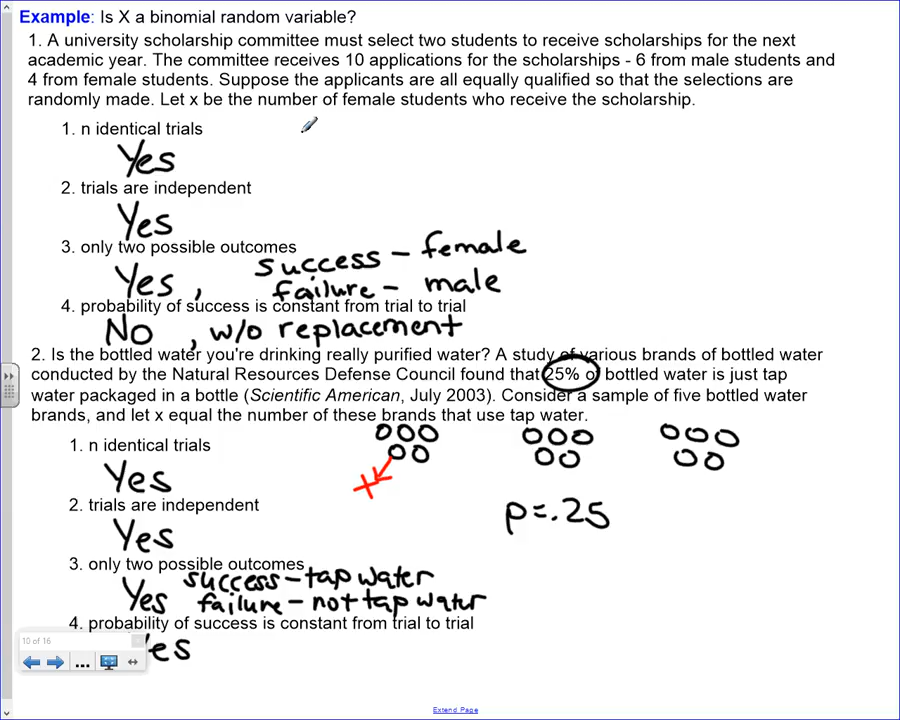 Example: Is X a binomial random variable?
1. A university scholarship committee must select two students to receive scholarships for the next
academic year. The committee receives 10 applications for the scholarships - 6 from male students and
4 from female students. Suppose the applicants are all equally qualified so that the selections are
randomly made. Let x be the number of female students who receive the scholarship.
1. n identical trials
Yes
2. trials are independent
Yes
3. only two possible outcomes
Yes, success - female
failure - male
4. probability of success is constant from trial to trial
No, w/o replacement
2. Is the bottled water you're drinking really purified water? A study of various brands of bottled water
conducted by the Natural Resources Defense Council found that 25% of bottled water is just tap
water packaged in a bottle (Scientific American, July 2003). Consider a sample of five bottled water
brands, and let x equal the number of these brands that use tap water.
1. n identical trials
Yes
2. trials are independent
p=.25
Yes
3. only two possible outcomes
Yes success - tap water
failure - not tap water
4. probability of success is constant from trial to trial
Yes
10 of 16
Extend Page